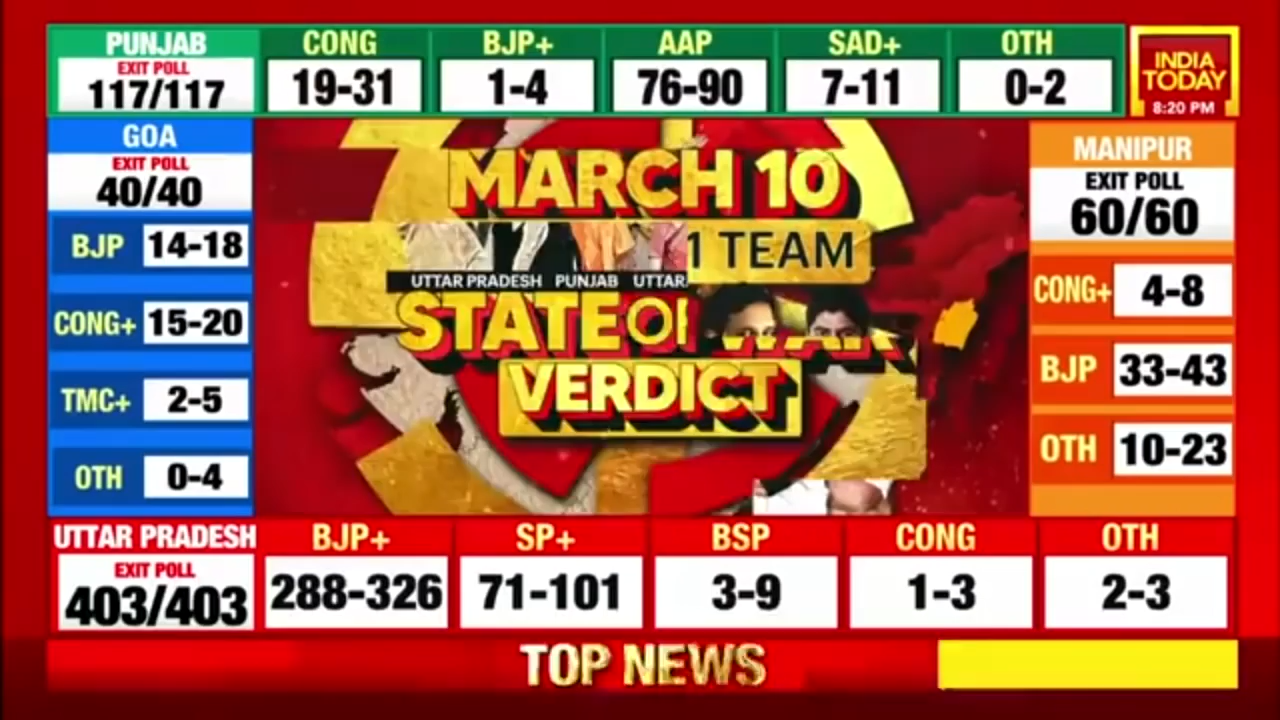 PUNJAB
EXIT POLL
117/117
CONG
19-31
BJP+
1-4
AAP
76-90
SAD+
7-11
OTH
0-2
INDIA
TODAY
8:20 PM
GOA
EXIT POLL
40/40
BJP 14-18
CONG+ 15-20
TMC+ 2-5
OTH 0-4
MARCH 10
1 TEAM
UTTAR PRADESH PUNJAB UTTAR
STATE OF WAR
VERDICT
MANIPUR
EXIT POLL
60/60
CONG+ 4-8
BJP 33-43
OTH 10-23
UTTAR PRADESH
EXIT POLL
403/403
BJP+
288-326
SP+
71-101
BSP
3-9
CONG
1-3
OTH
2-3
TOP NEWS